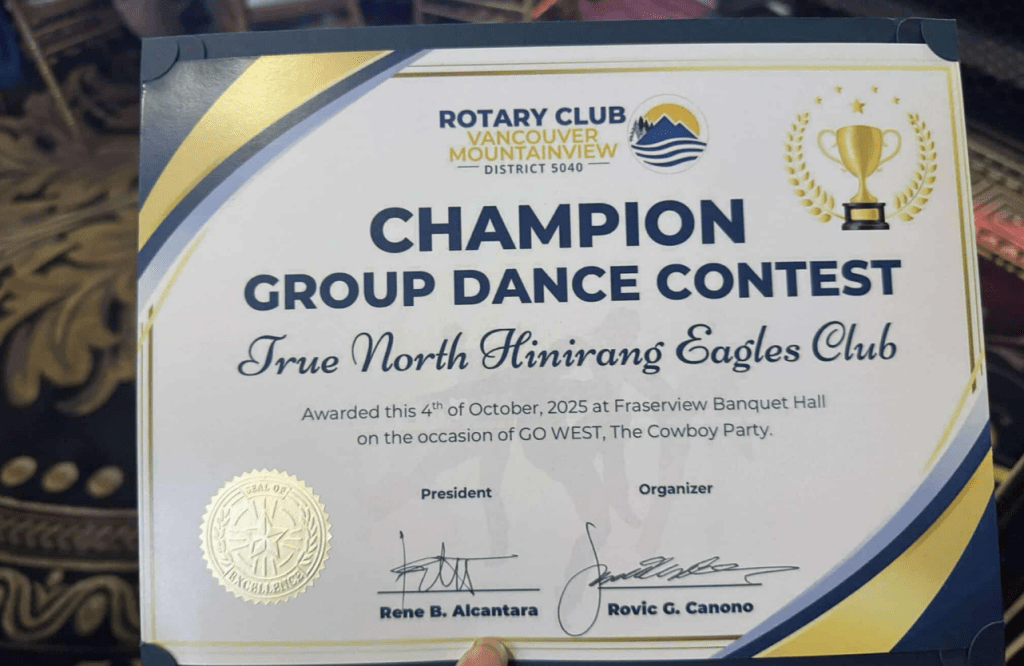 ROTARY CLUB
VANCOUVER
MOUNTAINVIEW
DISTRICT 5040
CHAMPION
GROUP DANCE CONTEST
True North Hinirang Eagles Club
Awarded this 4th of October, 2025 at Fraserview Banquet Hall
on the occasion of GO WEST, The Cowboy Party.
President Organizer
Rene B. Alcantara Rovic G. Canono
SEAL OF
EXCELLENCE